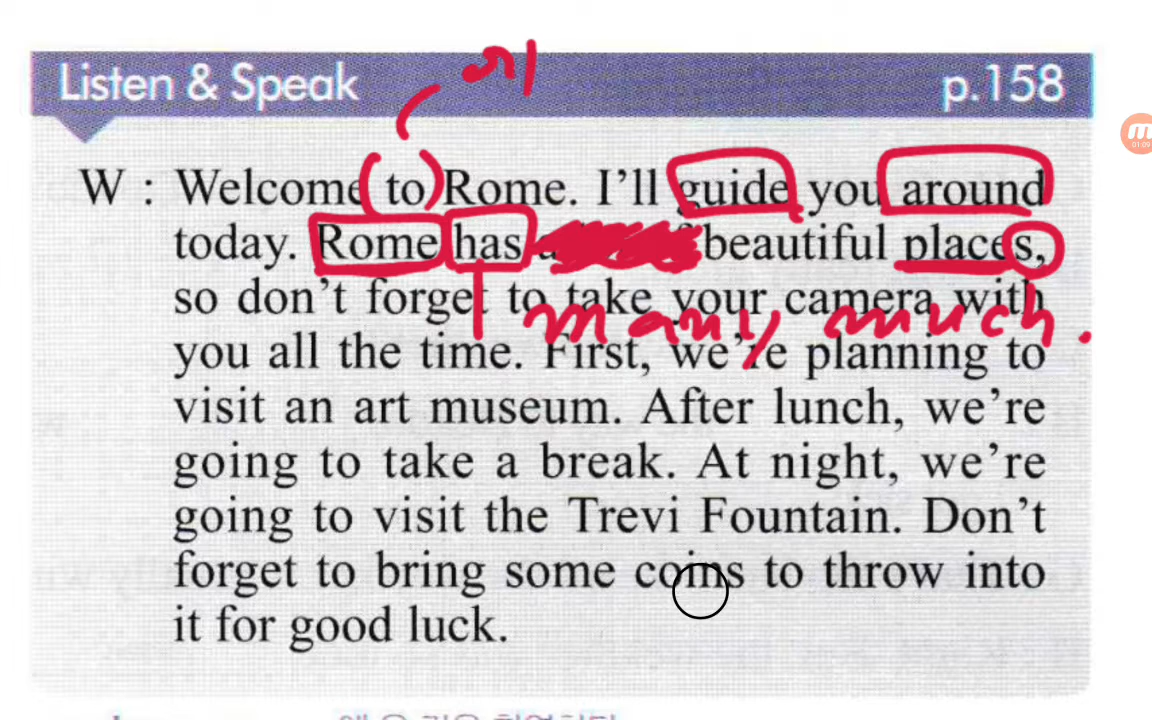 에
Listen & Speak p.158
W : Welcome to Rome. I'll guide you around
today. Rome has beautiful places,
so don't forget to take your camera with
many much.
you all the time. First, we're planning to
visit an art museum. After lunch, we're
going to take a break. At night, we're
going to visit the Trevi Fountain. Don't
forget to bring some coins to throw into
it for good luck.
01:09